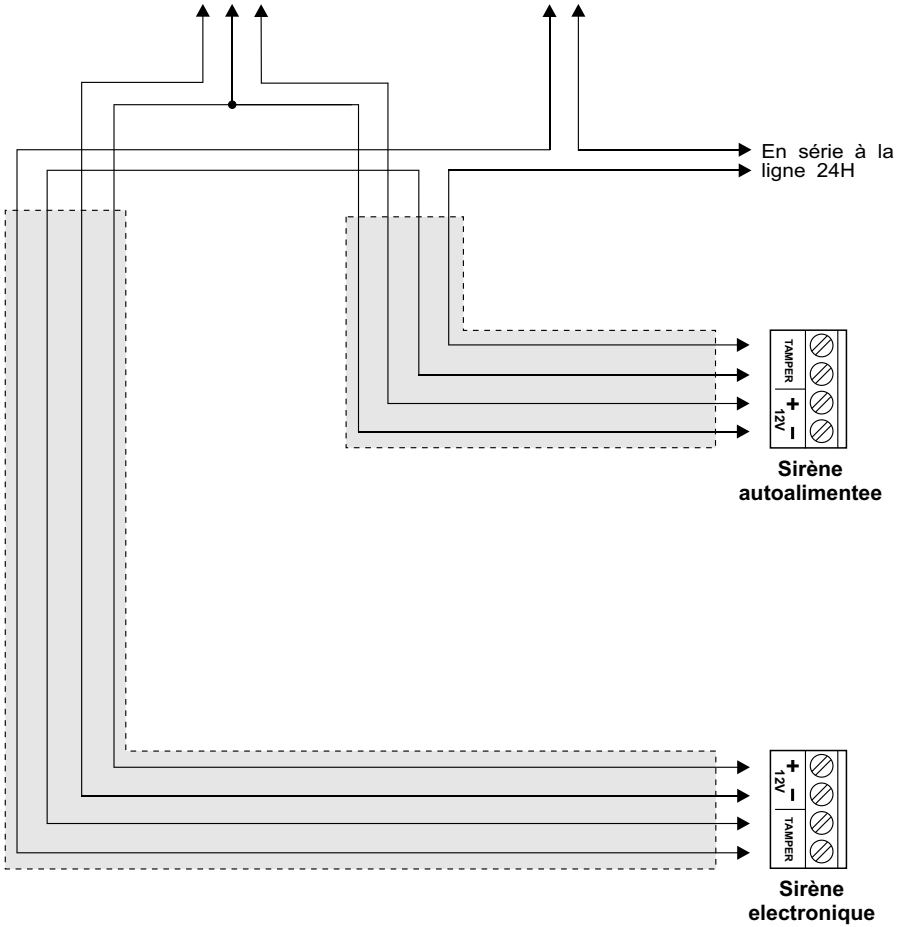 En série à la
ligne 24H
TAMPER
+ 12V –
Sirène
autoalimentee
+ 12V –
TAMPER
Sirène
electronique